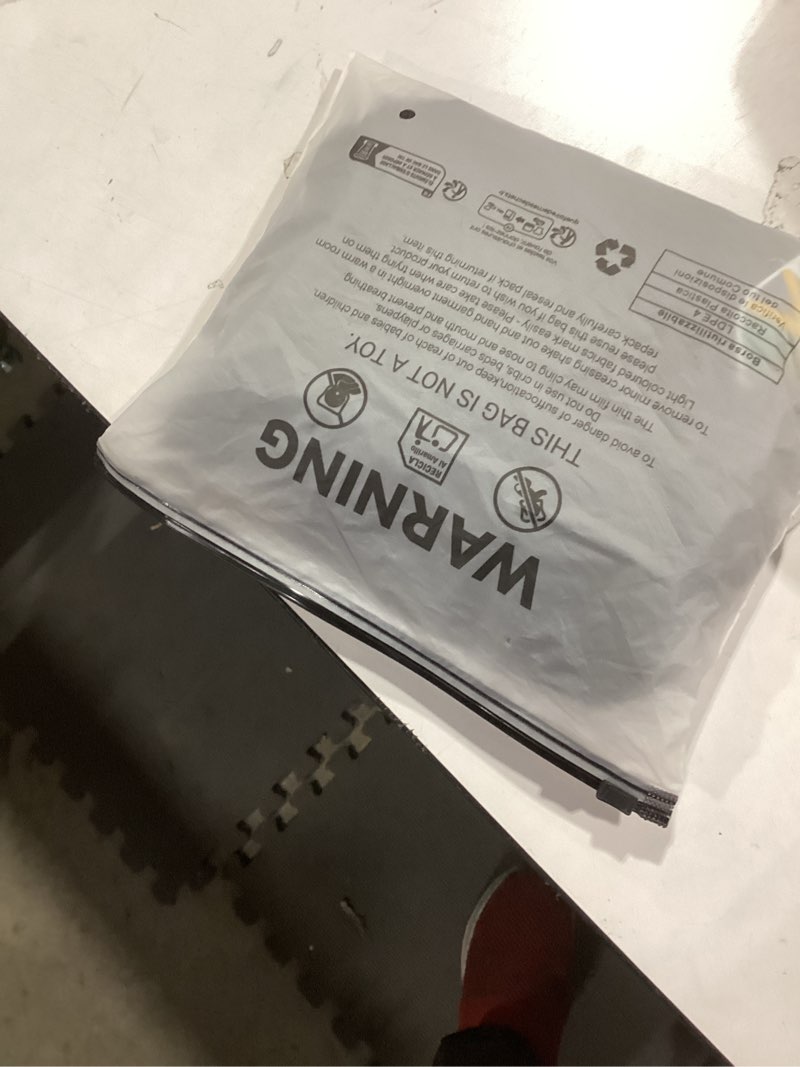 WARNING
RECICLA
Al Amarillo
THIS BAG IS NOT A TOY.
To avoid danger of suffocation,keep out of reach of babies and children.
Do not use in cribs, beds carriages or playpens.
The thin film may cling to nose and mouth and prevent breathing
To remove minor creasing shake out and hand garment overnight in a warm room
Light coloured fabrics mark easily - Please take care when trying them on
please reuse this bag if you wish to return your product.
repack carefully and reseal pack if returning this item.
Borsa riutilizzabile
LDPE 4
Raccolta Plastica
Verifica le disposizioni
del tuo Comune